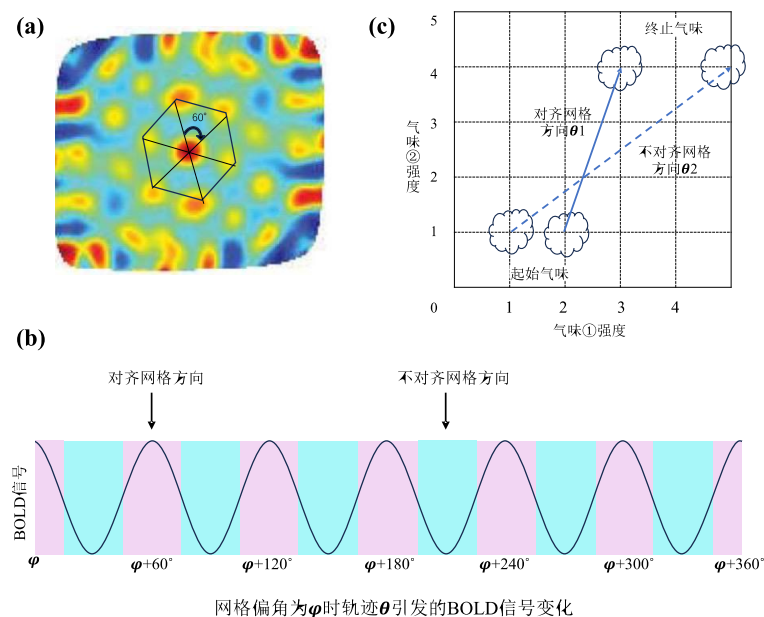 (a)
60°
(c)
5
4
3
2
1
0
1
2
3
4
气味②强度
气味①强度
终止气味
对齐网格
方向θ1
不对齐网格
方向θ2
起始气味
(b)
对齐网格方向
不对齐网格方向
BOLD信号
φ
φ+60°
φ+120°
φ+180°
φ+240°
φ+300°
φ+360°
网格偏角为φ时轨迹θ引发的BOLD信号变化